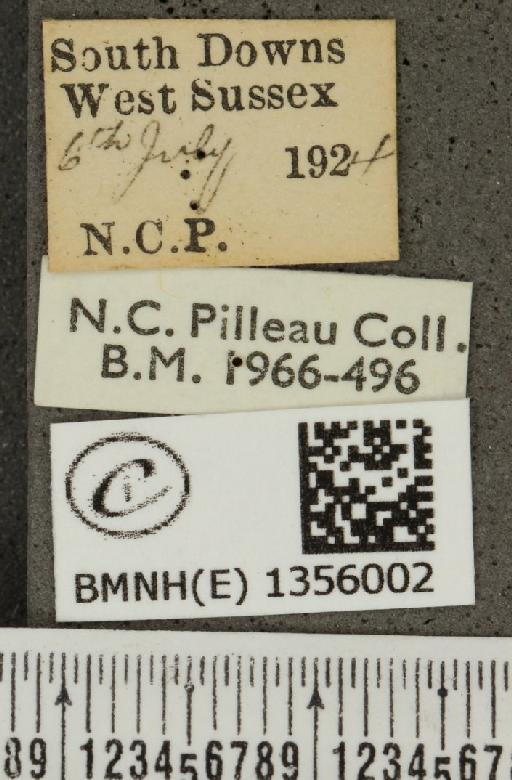 South Downs
West Sussex
6th July 1924
N.C.P.
N.C. Pilleau Coll.
B.M. 1966-496
C
BMNH(E) 1356002
89 123456789 1234567